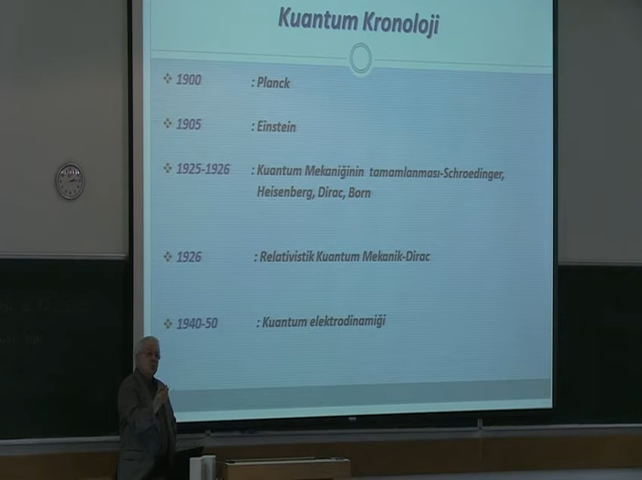 Kuantum Kronoloji
❖ 1900 : Planck
❖ 1905 : Einstein
❖ 1925-1926 : Kuantum Mekaniğinin tamamlanması-Schroedinger,
Heisenberg, Dirac, Born
❖ 1926 : Relativistik Kuantum Mekanik-Dirac
❖ 1940-50 : Kuantum elektrodinamiği